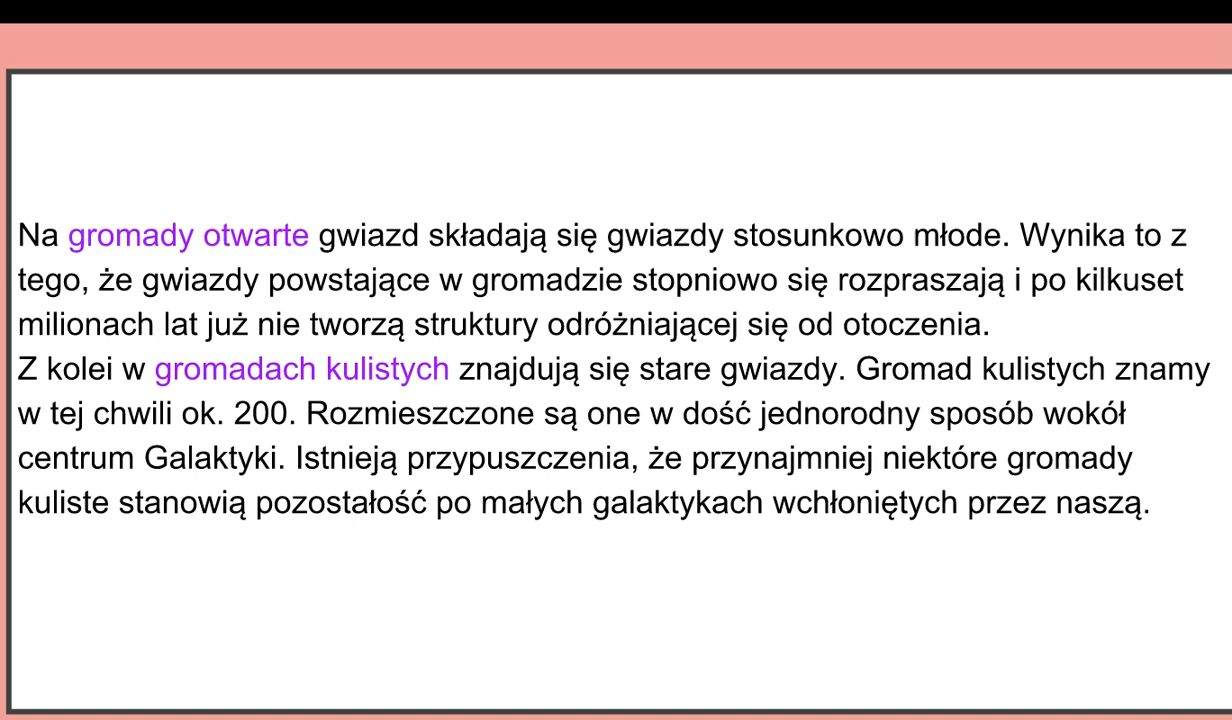 Na gromady otwarte gwiazd składają się gwiazdy stosunkowo młode. Wynika to z
tego, że gwiazdy powstające w gromadzie stopniowo się rozpraszają i po kilkuset
milionach lat już nie tworzą struktury odróżniającej się od otoczenia.
Z kolei w gromadach kulistych znajdują się stare gwiazdy. Gromad kulistych znamy
w tej chwili ok. 200. Rozmieszczone są one w dość jednorodny sposób wokół
centrum Galaktyki. Istnieją przypuszczenia, że przynajmniej niektóre gromady
kuliste stanowią pozostałość po małych galaktykach wchłoniętych przez naszą.